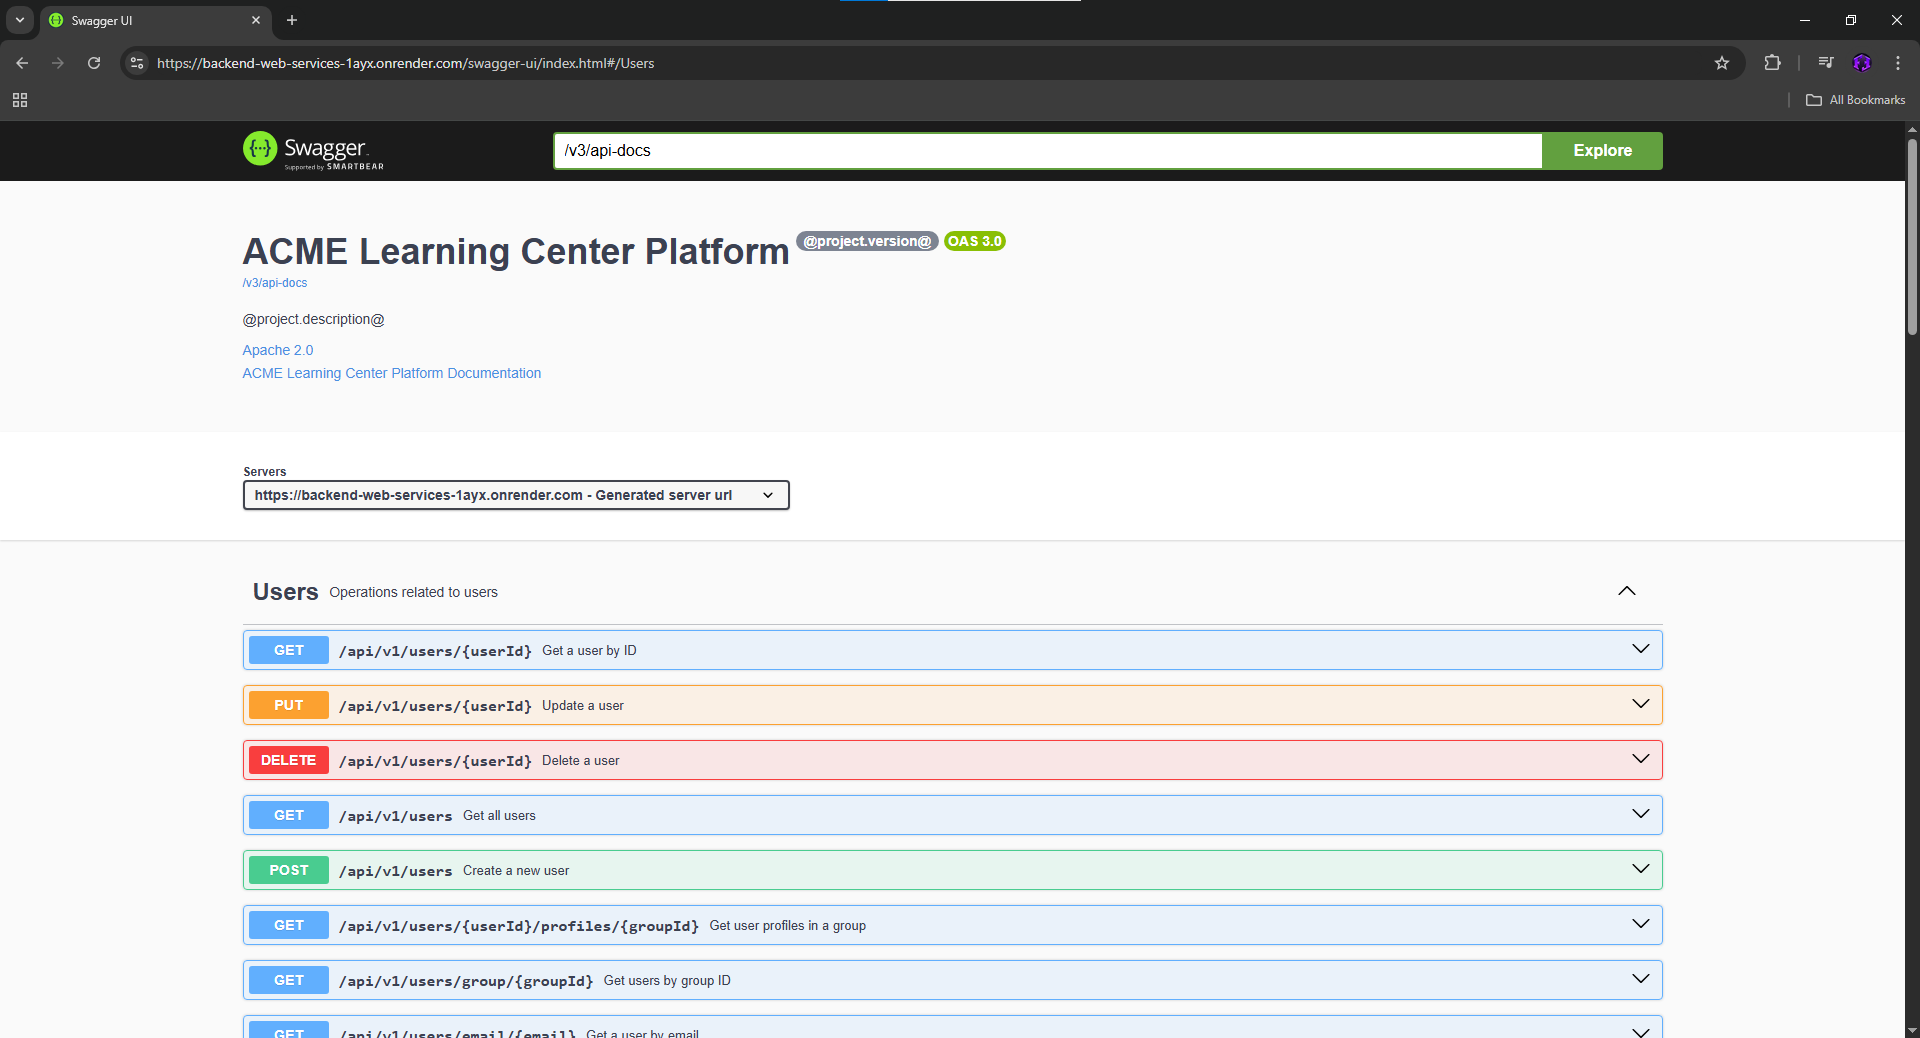 Swagger UI
https://backend-web-services-1ayx.onrender.com/swagger-ui/index.html#/Users
All Bookmarks
Swagger
Supported by SMARTBEAR
/v3/api-docs
Explore
ACME Learning Center Platform @project.version@ OAS 3.0
/v3/api-docs
@project.description@
Apache 2.0
ACME Learning Center Platform Documentation
Servers
https://backend-web-services-1ayx.onrender.com - Generated server url
Users Operations related to users
GET /api/v1/users/{userId} Get a user by ID
PUT /api/v1/users/{userId} Update a user
DELETE /api/v1/users/{userId} Delete a user
GET /api/v1/users Get all users
POST /api/v1/users Create a new user
GET /api/v1/users/{userId}/profiles/{groupId} Get user profiles in a group
GET /api/v1/users/group/{groupId} Get users by group ID
GET /api/v1/users/email/{email} Get a user by email